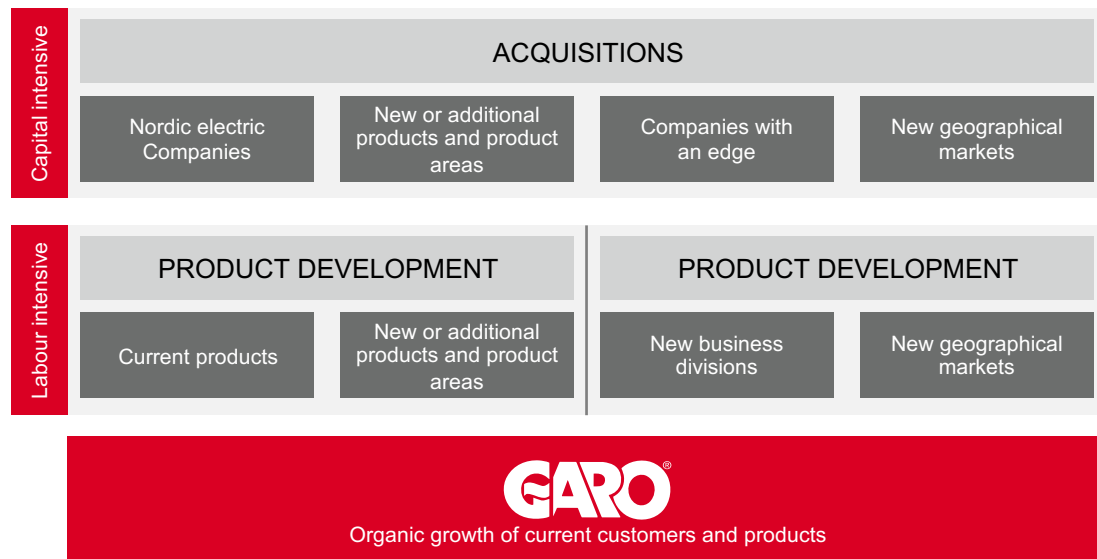 Capital intensive
ACQUISITIONS
Nordic electric
Companies
New or additional
products and product
areas
Companies with
an edge
New geographical
markets
Labour intensive
PRODUCT DEVELOPMENT
Current products
New or additional
products and product
areas
PRODUCT DEVELOPMENT
New business
divisions
New geographical
markets
GARO®
Organic growth of current customers and products